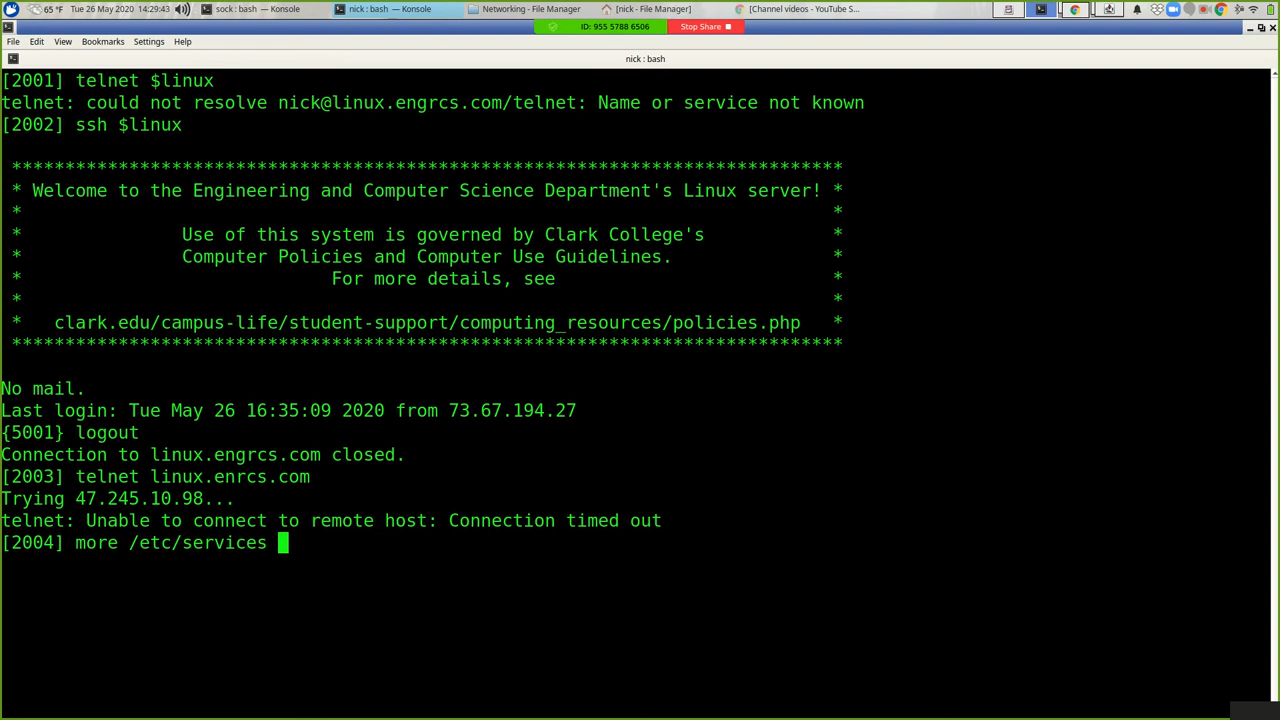 65 °F Tue 26 May 2020 14:29:43 sock : bash — Konsole nick : bash — Konsole Networking - File Manager [nick - File Manager] [Channel videos - YouTube S...
ID: 955 5788 6506 Stop Share
File Edit View Bookmarks Settings Help
nick : bash
[2001] telnet $linux
telnet: could not resolve nick@linux.engrcs.com/telnet: Name or service not known
[2002] ssh $linux
******************************************************************************
* Welcome to the Engineering and Computer Science Department's Linux server! *
* *
* Use of this system is governed by Clark College's *
* Computer Policies and Computer Use Guidelines. *
* For more details, see *
* *
* clark.edu/campus-life/student-support/computing_resources/policies.php *
******************************************************************************
No mail.
Last login: Tue May 26 16:35:09 2020 from 73.67.194.27
{5001} logout
Connection to linux.engrcs.com closed.
[2003] telnet linux.enrcs.com
Trying 47.245.10.98...
telnet: Unable to connect to remote host: Connection timed out
[2004] more /etc/services